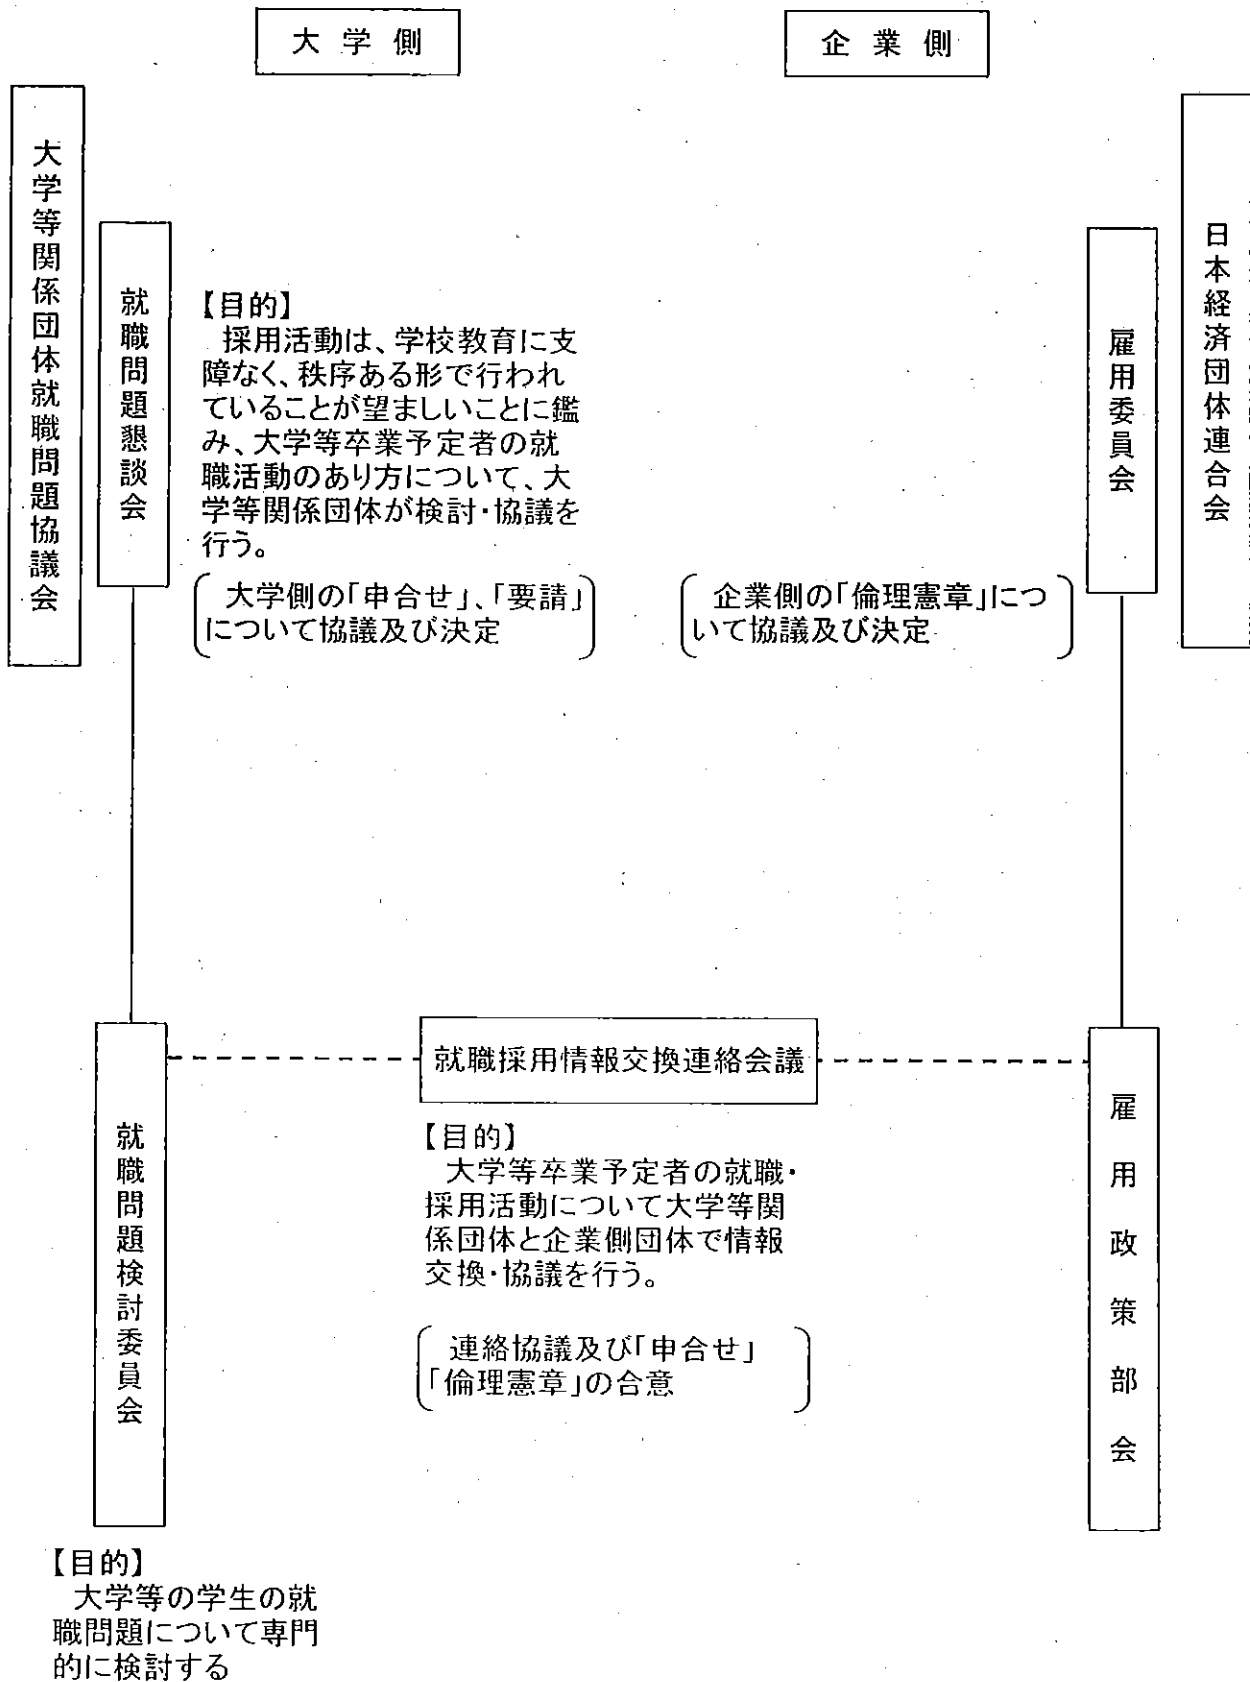 大学側
企業側
大学等関係団体就職問題協議会
就職問題懇談会
【目的】
採用活動は、学校教育に支
障なく、秩序ある形で行われ
ていることが望ましいことに鑑
み、大学等卒業予定者の就
職活動のあり方について、大
学等関係団体が検討・協議を
行う。
大学側の「申合せ」、「要請」
について協議及び決定
企業側の「倫理憲章」につ
いて協議及び決定
雇用委員会
日本経済団体連合会
就職採用情報交換連絡会議
【目的】
大学等卒業予定者の就職・
採用活動について大学等関
係団体と企業側団体で情報
交換・協議を行う。
連絡協議及び「申合せ」
「倫理憲章」の合意
就職問題検討委員会
雇用政策部会
【目的】
大学等の学生の就
職問題について専門
的に検討する